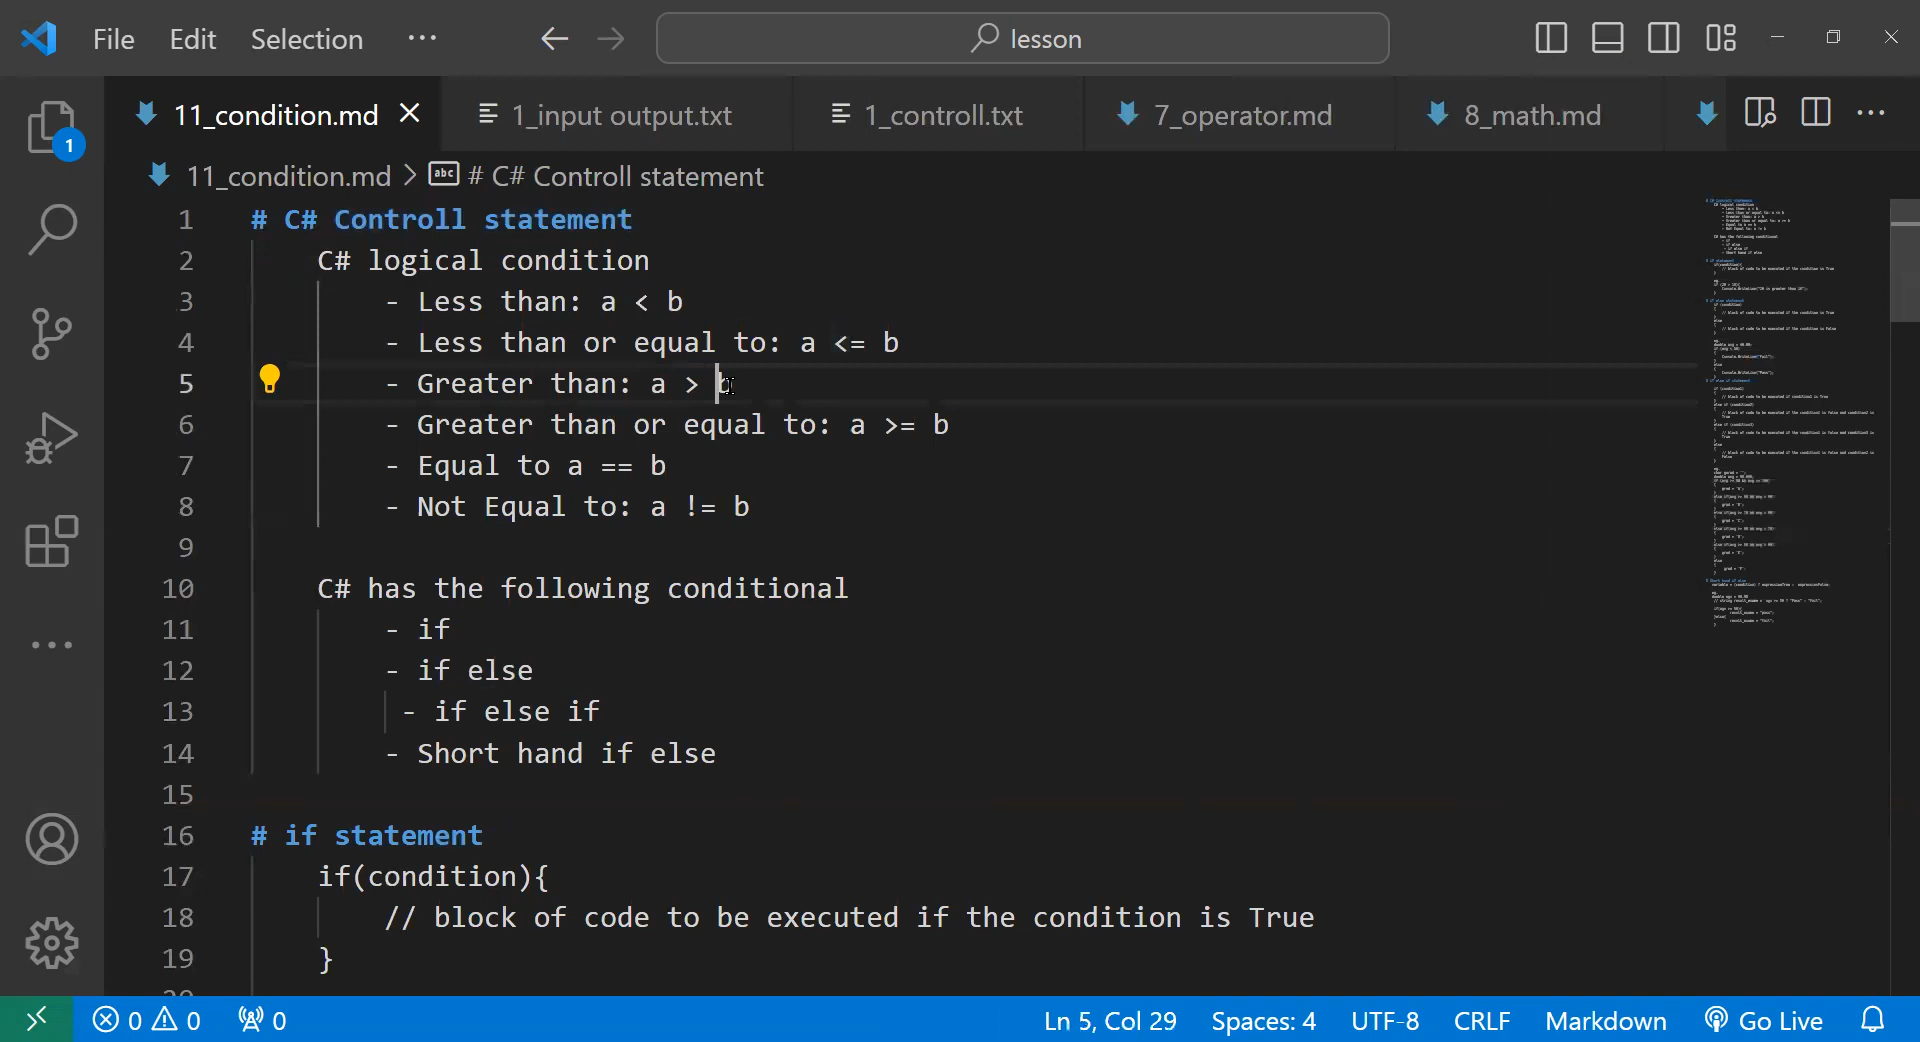 File Edit Selection ··· lesson
11_condition.md 1_input output.txt 1_controll.txt 7_operator.md 8_math.md
11_condition.md > # C# Controll statement
1 # C# Controll statement
2 C# logical condition
3 - Less than: a < b
4 - Less than or equal to: a <= b
5 - Greater than: a > b
6 - Greater than or equal to: a >= b
7 - Equal to a == b
8 - Not Equal to: a != b
9
10 C# has the following conditional
11 - if
12 - if else
13 - if else if
14 - Short hand if else
15
16 # if statement
17 if(condition){
18 // block of code to be executed if the condition is True
19 }
1
0 0 0 Ln 5, Col 29 Spaces: 4 UTF-8 CRLF Markdown Go Live